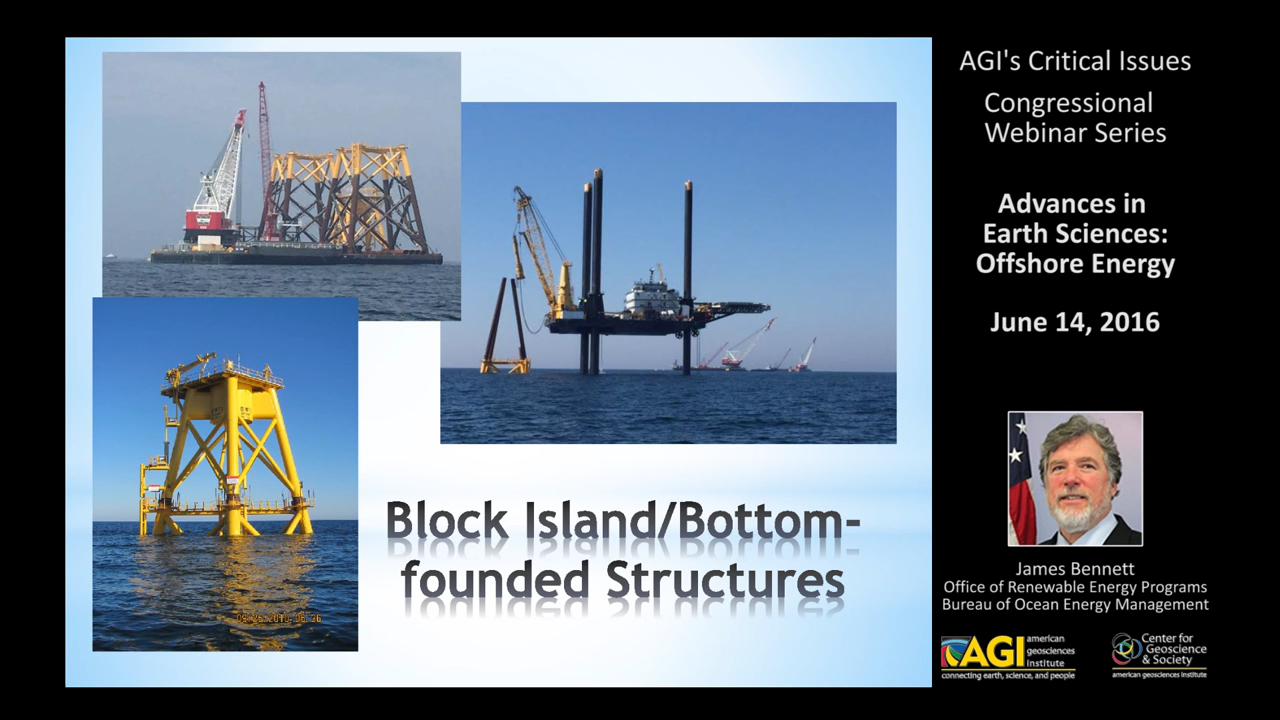 Block Island/Bottom-
founded Structures
AGI's Critical Issues
Congressional
Webinar Series
Advances in
Earth Sciences:
Offshore Energy
June 14, 2016
James Bennett
Office of Renewable Energy Programs
Bureau of Ocean Energy Management
AGI
american
geosciences
institute
connecting earth, science, and people
Center for
Geoscience
& Society
american geosciences institute